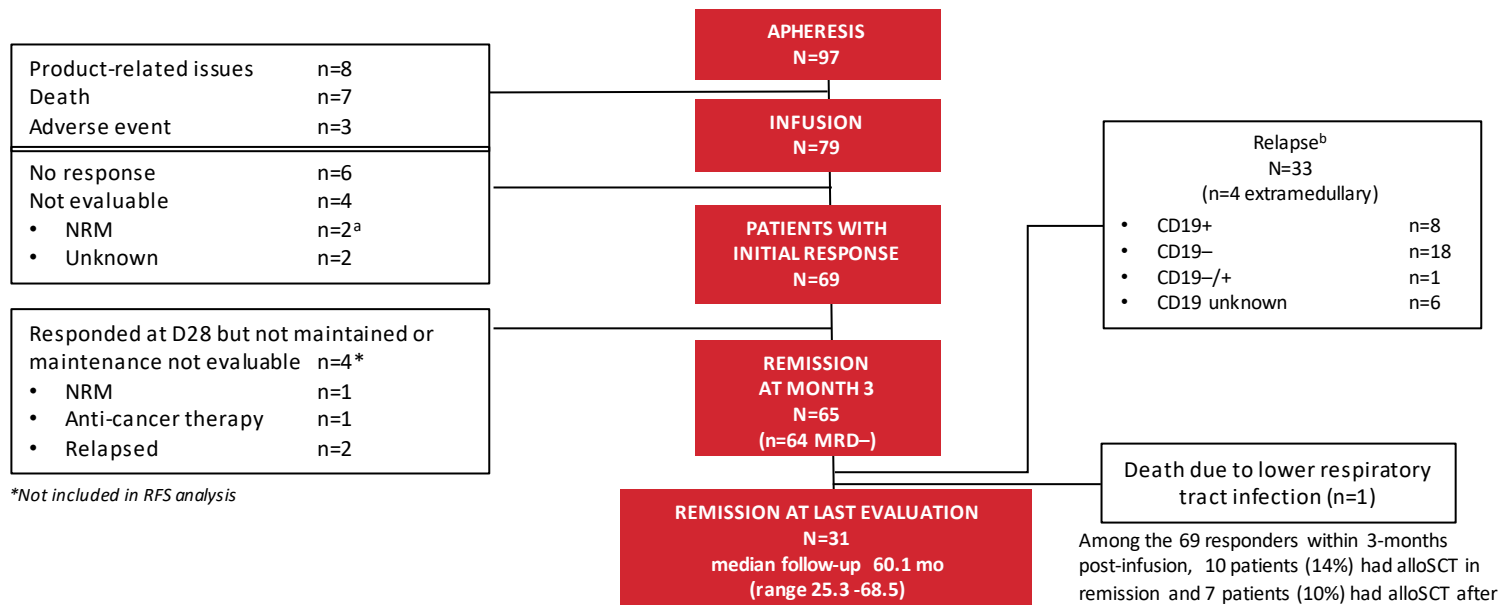 APHERESIS
N=97
Product-related issues n=8
Death n=7
Adverse event n=3
INFUSION
N=79
No response n=6
Not evaluable n=4
• NRM n=2ᵃ
• Unknown n=2
PATIENTS WITH
INITIAL RESPONSE
N=69
Responded at D28 but not maintained or
maintenance not evaluable n=4*
• NRM n=1
• Anti-cancer therapy n=1
• Relapsed n=2
*Not included in RFS analysis
REMISSION
AT MONTH 3
N=65
(n=64 MRD–)
Relapseᵇ
N=33
(n=4 extramedullary)
• CD19+ n=8
• CD19– n=18
• CD19–/+ n=1
• CD19 unknown n=6
Death due to lower respiratory
tract infection (n=1)
REMISSION AT LAST EVALUATION
N=31
median follow-up 60.1 mo
(range 25.3 -68.5)
Among the 69 responders within 3-months
post-infusion, 10 patients (14%) had alloSCT in
remission and 7 patients (10%) had alloSCT after